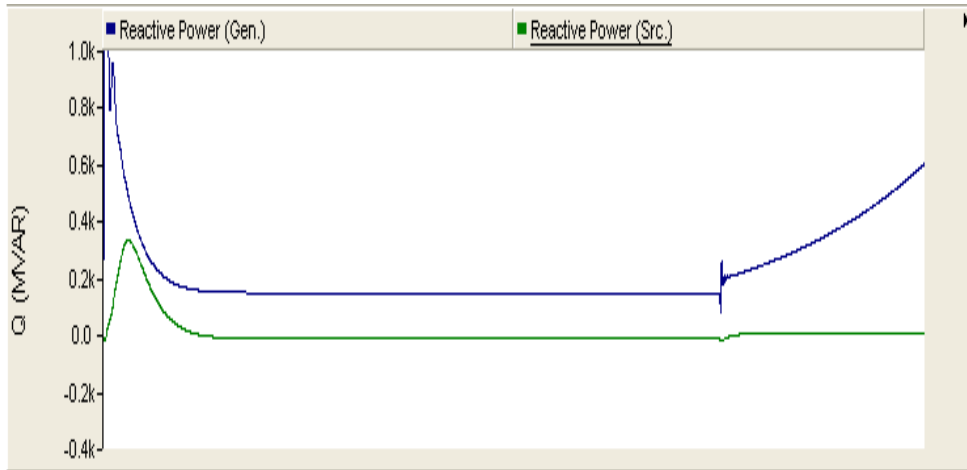 Reactive Power (Gen.) Reactive Power (Src.)
1.0k
0.8k
0.6k
0.4k
0.2k
0.0
-0.2k
-0.4k
Q (MVAR)